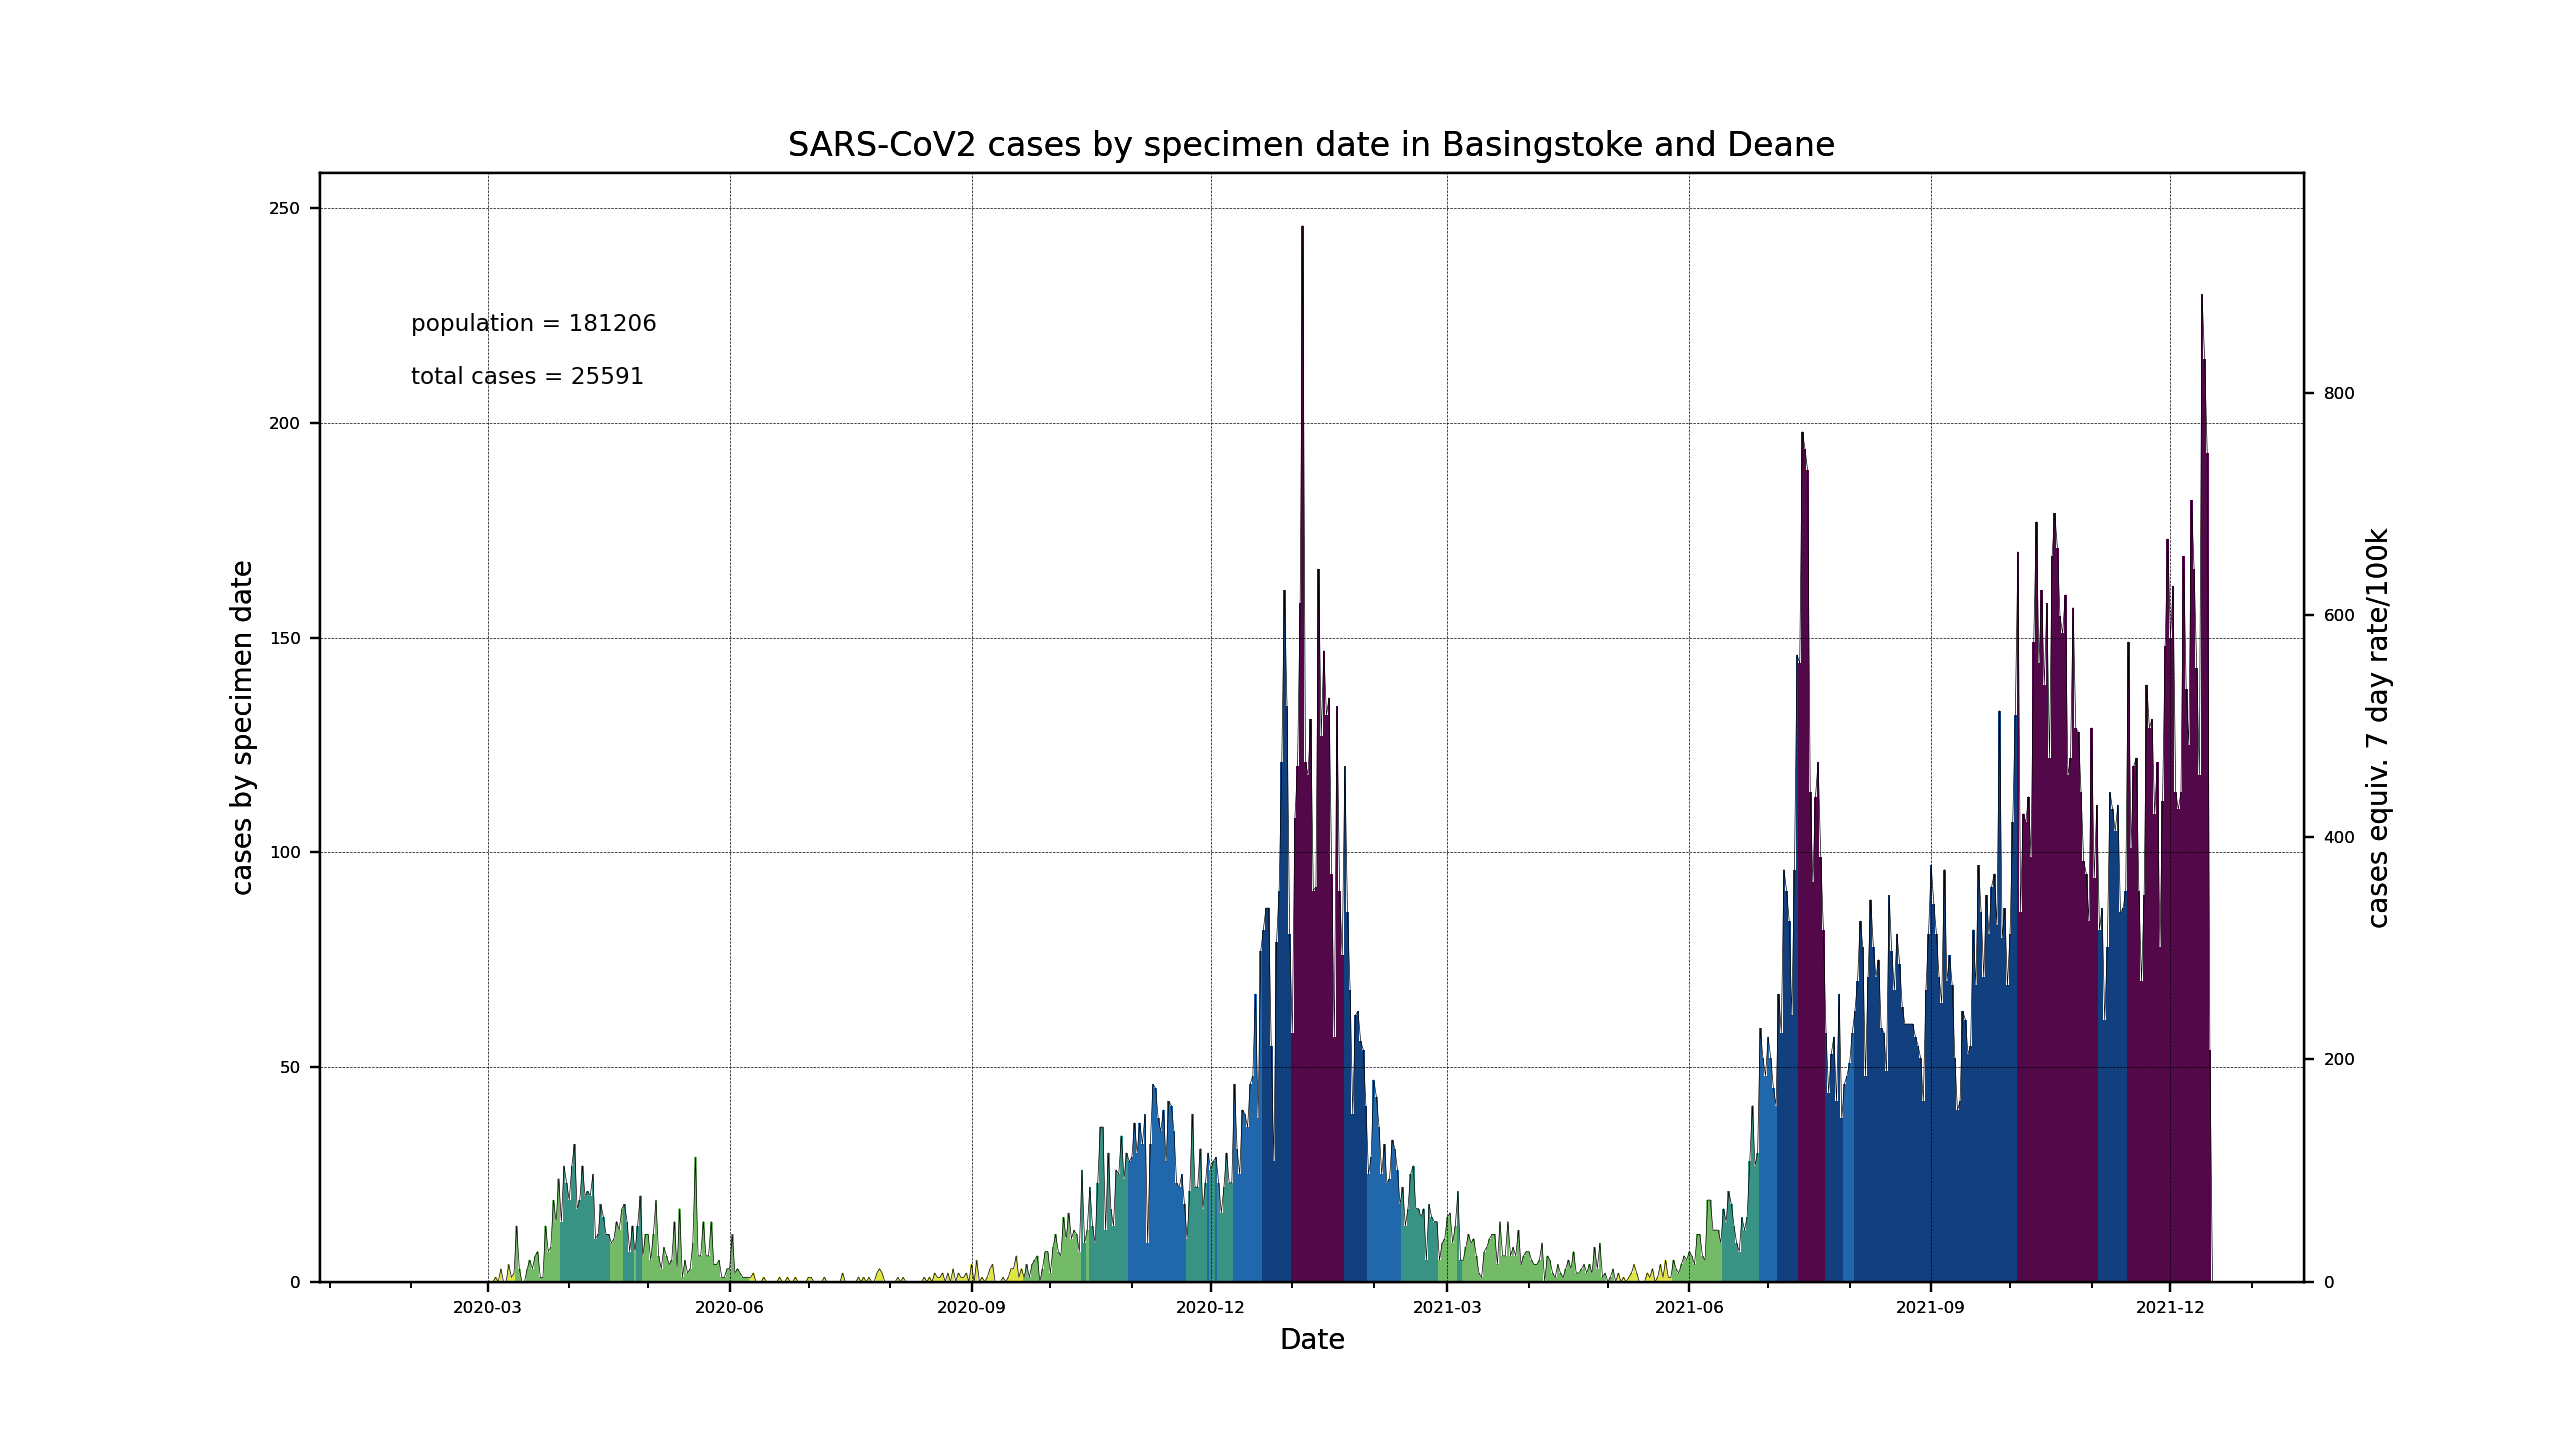 SARS-CoV2 cases by specimen date in Basingstoke and Deane
population = 181206
total cases = 25591
cases by specimen date
250
200
150
100
50
0
800
600
400
200
0
cases equiv. 7 day rate/100k
2020-03 2020-06 2020-09 2020-12 2021-03 2021-06 2021-09 2021-12
Date